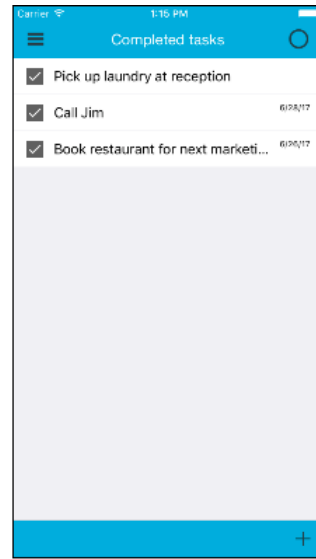 Carrier 1:15 PM
Completed tasks
Pick up laundry at reception
Call Jim 6/28/17
Book restaurant for next marketi... 6/26/17